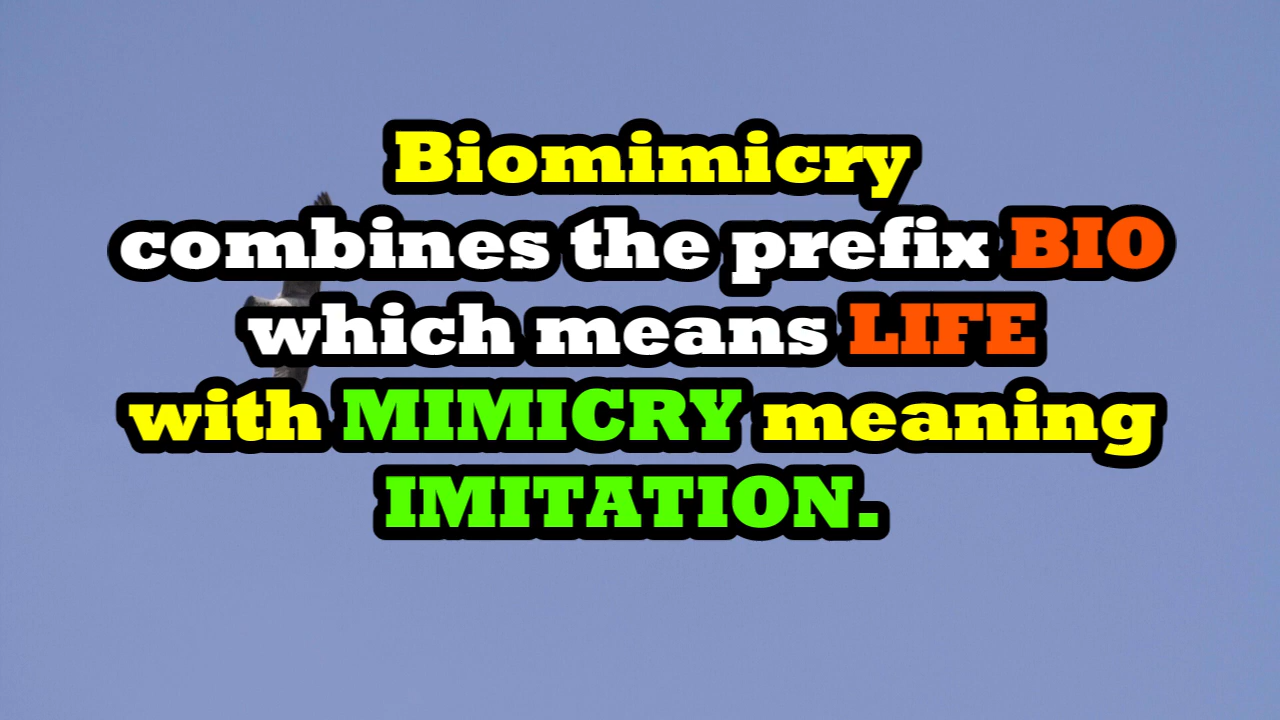 Biomimicry
combines the prefix BIO
which means LIFE
with MIMICRY meaning
IMITATION.